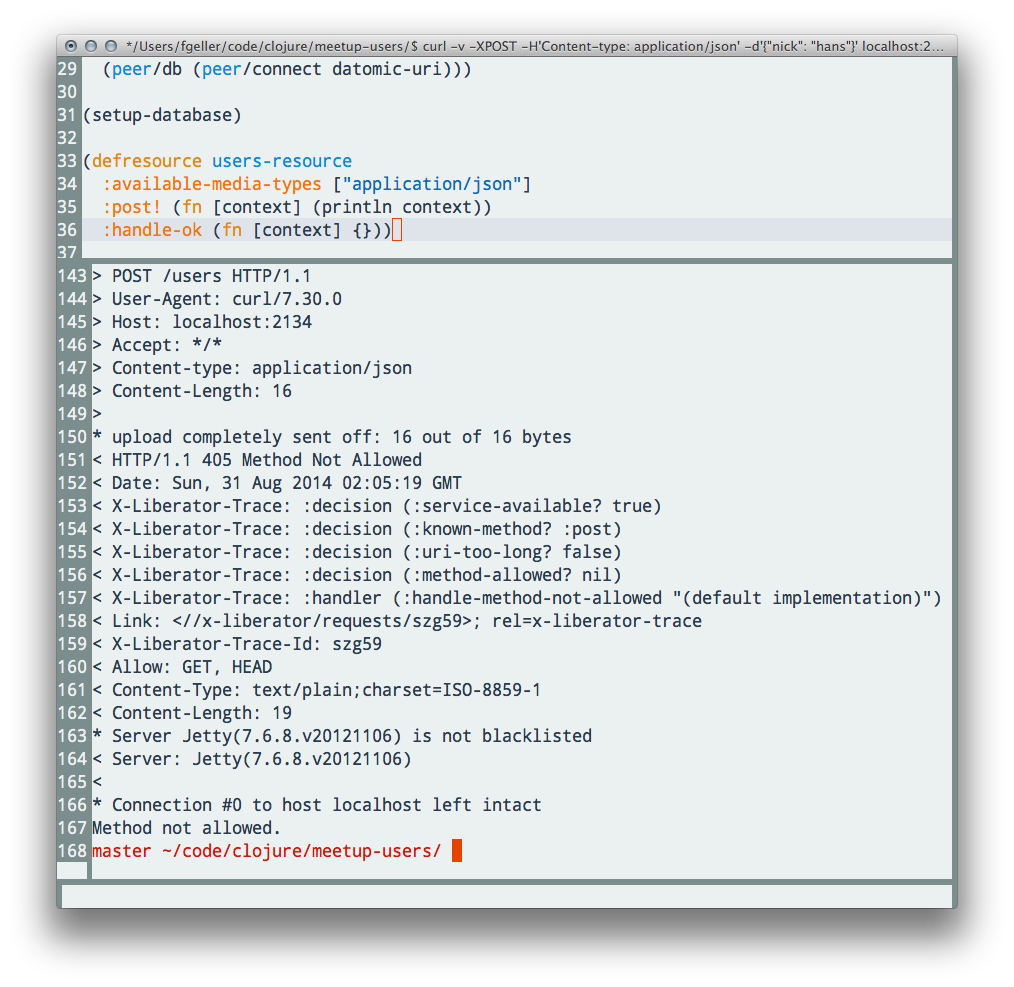 */Users/fgeller/code/clojure/meetup-users/$ curl -v -XPOST -H'Content-type: application/json' -d'{"nick": "hans"}' localhost:2...
29   (peer/db (peer/connect datomic-uri)))
30
31 (setup-database)
32
33 (defresource users-resource
34   :available-media-types ["application/json"]
35   :post! (fn [context] (println context))
36   :handle-ok (fn [context] {}))
37
143 > POST /users HTTP/1.1
144 > User-Agent: curl/7.30.0
145 > Host: localhost:2134
146 > Accept: */*
147 > Content-type: application/json
148 > Content-Length: 16
149 >
150 * upload completely sent off: 16 out of 16 bytes
151 < HTTP/1.1 405 Method Not Allowed
152 < Date: Sun, 31 Aug 2014 02:05:19 GMT
153 < X-Liberator-Trace: :decision (:service-available? true)
154 < X-Liberator-Trace: :decision (:known-method? :post)
155 < X-Liberator-Trace: :decision (:uri-too-long? false)
156 < X-Liberator-Trace: :decision (:method-allowed? nil)
157 < X-Liberator-Trace: :handler (:handle-method-not-allowed "(default implementation)")
158 < Link: <//x-liberator/requests/szg59>; rel=x-liberator-trace
159 < X-Liberator-Trace-Id: szg59
160 < Allow: GET, HEAD
161 < Content-Type: text/plain;charset=ISO-8859-1
162 < Content-Length: 19
163 * Server Jetty(7.6.8.v20121106) is not blacklisted
164 < Server: Jetty(7.6.8.v20121106)
165 <
166 * Connection #0 to host localhost left intact
167 Method not allowed.
168 master ~/code/clojure/meetup-users/